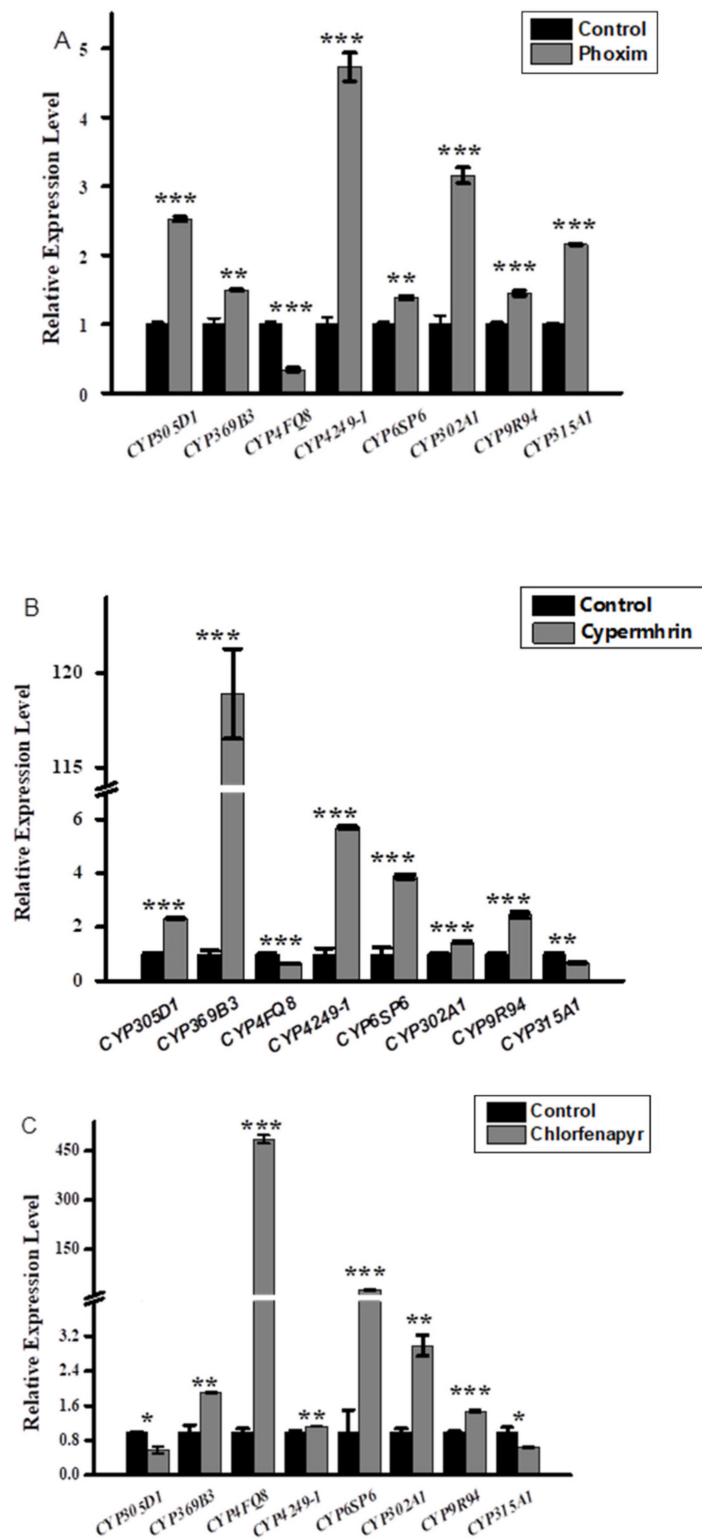 A
Control
Phoxim
Relative Expression Level
5
4
3
2
1
0
***
**
***
***
**
***
***
***
CYP305D1
CYP369B3
CYP4FQ8
CYP4249-1
CYP6SP6
CYP302A1
CYP9R94
CYP315A1
B
Control
Cypermhrin
Relative Expression Level
120
115
6
4
2
0
***
***
***
***
***
***
***
**
CYP305D1
CYP369B3
CYP4FQ8
CYP4249-1
CYP6SP6
CYP302A1
CYP9R94
CYP315A1
C
Control
Chlorfenapyr
Relative Expression Level
450
300
150
3.2
2.4
1.6
0.8
0.0
*
**
***
**
***
**
***
*
CYP305D1
CYP369B3
CYP4FQ8
CYP4249-1
CYP6SP6
CYP302A1
CYP9R94
CYP315A1